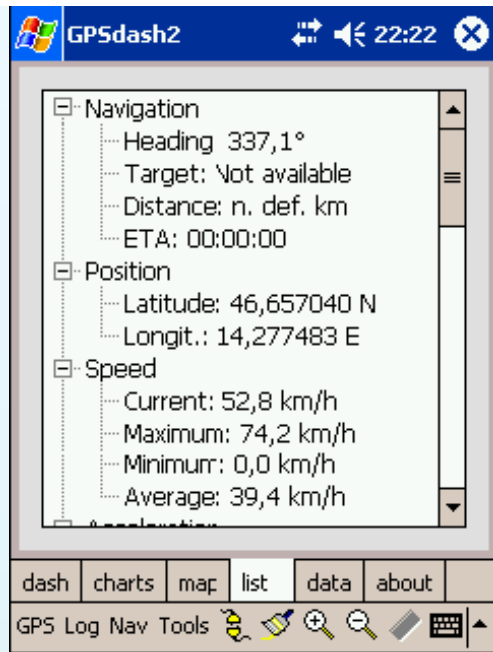 GPSdash2 22:22
Navigation
Heading 337,1°
Target: Not available
Distance: n. def. km
ETA: 00:00:00
Position
Latitude: 46,657040 N
Longit.: 14,277483 E
Speed
Current: 52,8 km/h
Maximum: 74,2 km/h
Minimum: 0,0 km/h
Average: 39,4 km/h
dash charts map list data about
GPS Log Nav Tools